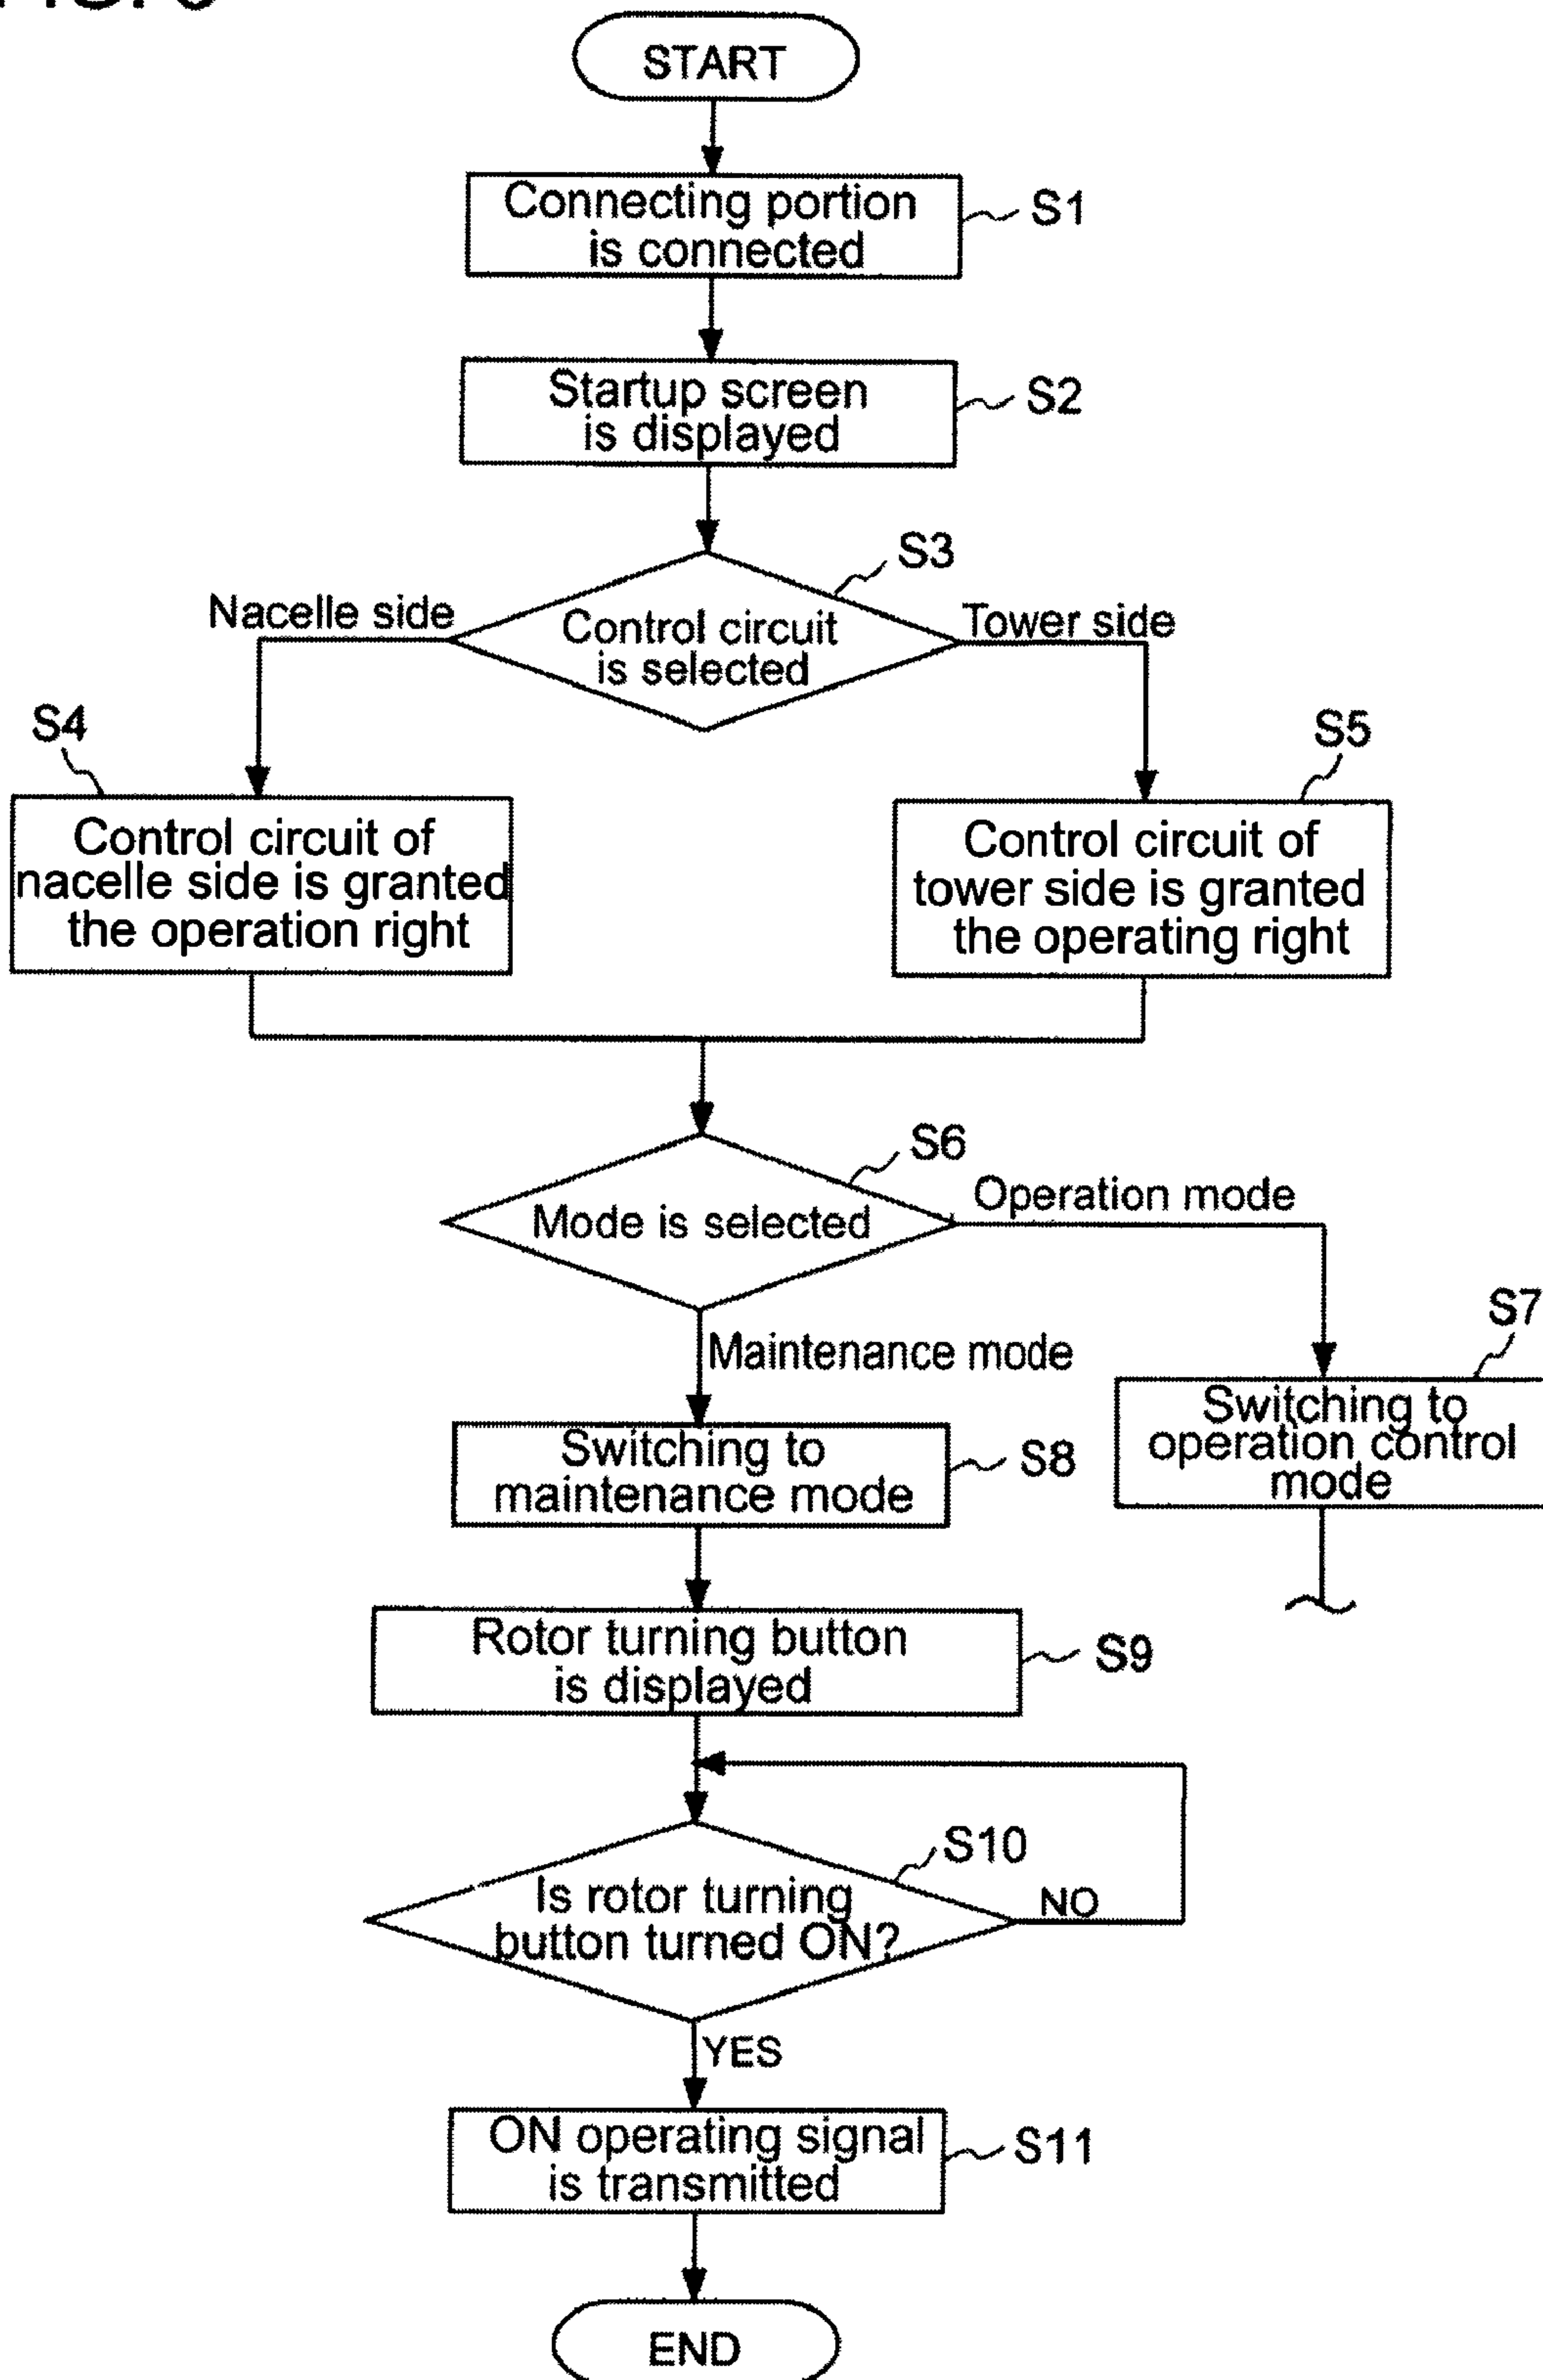 START
Connecting portion
is connected
S1
Startup screen
is displayed
S2
S3
Nacelle side
Control circuit
is selected
Tower side
S4
S5
Control circuit of
nacelle side is granted
the operation right
Control circuit of
tower side is granted
the operating right
S6
Mode is selected
Operation mode
Maintenance mode
S7
Switching to
operation control
mode
Switching to
maintenance mode
S8
Rotor turning button
is displayed
S9
S10
Is rotor turning
button turned ON?
NO
YES
ON operating signal
is transmitted
S11
END